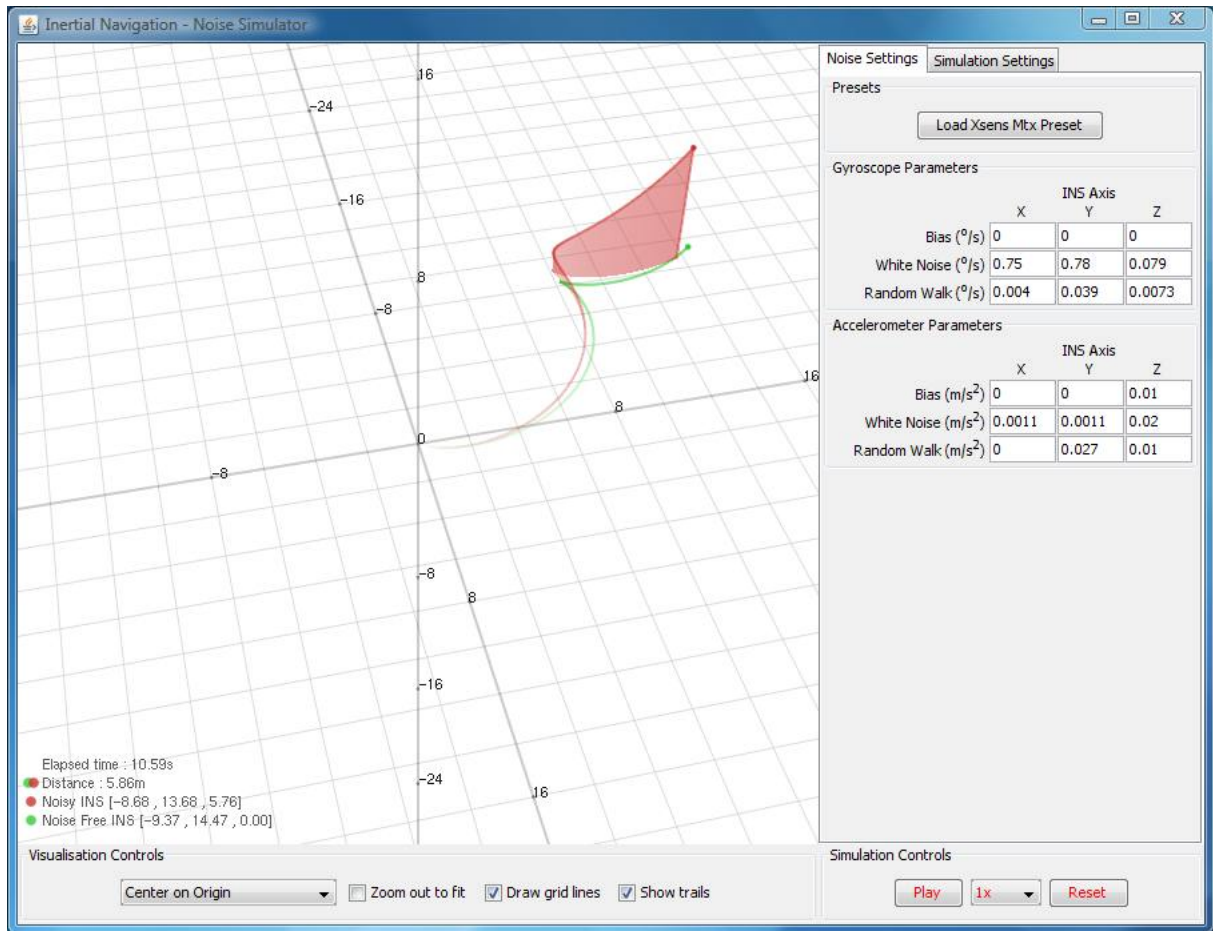 Inertial Navigation - Noise Simulator
Noise Settings
Simulation Settings
Presets
Load Xsens Mtx Preset
Gyroscope Parameters
INS Axis
X Y Z
Bias (⁰/s) 0 0 0
White Noise (⁰/s) 0.75 0.78 0.079
Random Walk (⁰/s) 0.004 0.039 0.0073
Accelerometer Parameters
INS Axis
X Y Z
Bias (m/s²) 0 0 0.01
White Noise (m/s²) 0.0011 0.0011 0.02
Random Walk (m/s²) 0 0.027 0.01
16
-24
-16
8
-8
16
8
0
-8
-8
8
-16
-24
16
Elapsed time : 10.59s
Distance : 5.86m
Noisy INS [-8.68 , 13.68 , 5.76]
Noise Free INS [-9.37 , 14.47 , 0.00]
Visualisation Controls
Center on Origin
Zoom out to fit
Draw grid lines
Show trails
Simulation Controls
Play
1x
Reset